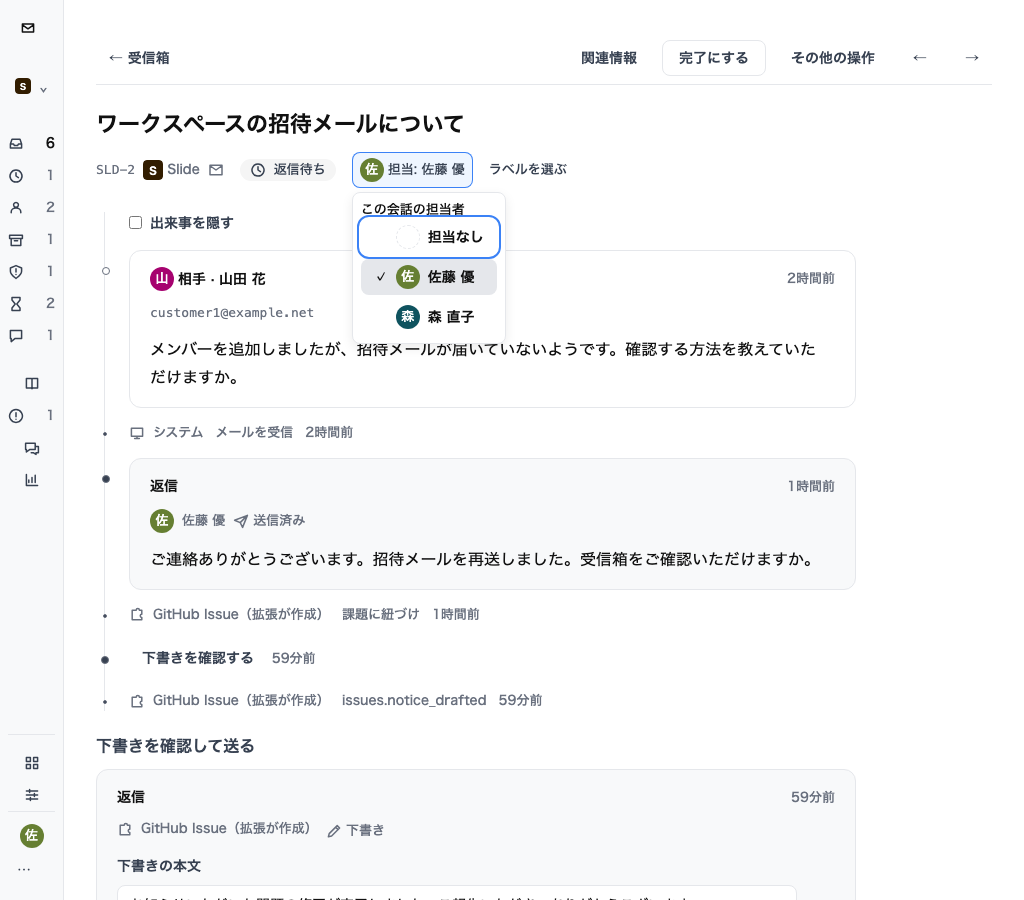 ← 受信箱
関連情報
完了にする
その他の操作
←
→
S
ワークスペースの招待メールについて
6
SLD-2 S Slide 返信待ち 佐 担当: 佐藤 優 ラベルを選ぶ
1
2
1
1
2
1
1
この会話の担当者
担当なし
✓ 佐 佐藤 優
森 森 直子
出来事を隠す
山 相手 · 山田 花
2時間前
customer1@example.net
メンバーを追加しましたが、招待メールが届いていないようです。確認する方法を教えていた
だけますか。
システム メールを受信 2時間前
返信
1時間前
佐 佐藤 優 送信済み
ご連絡ありがとうございます。招待メールを再送しました。受信箱をご確認いただけますか。
GitHub Issue（拡張が作成） 課題に紐づけ 1時間前
下書きを確認する 59分前
GitHub Issue（拡張が作成） issues.notice_drafted 59分前
下書きを確認して送る
返信
59分前
GitHub Issue（拡張が作成） 下書き
下書きの本文
佐
…